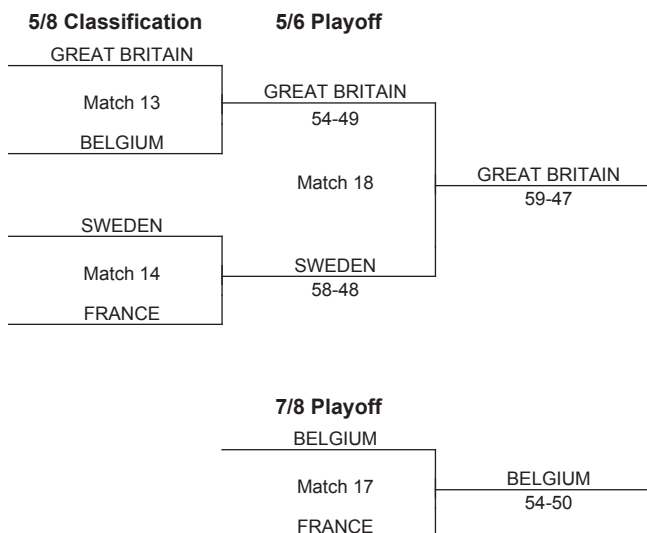 5/8 Classification 5/6 Playoff
GREAT BRITAIN
Match 13
BELGIUM
GREAT BRITAIN
54-49
Match 18
GREAT BRITAIN
59-47
SWEDEN
Match 14
FRANCE
SWEDEN
58-48
7/8 Playoff
BELGIUM
Match 17
FRANCE
BELGIUM
54-50